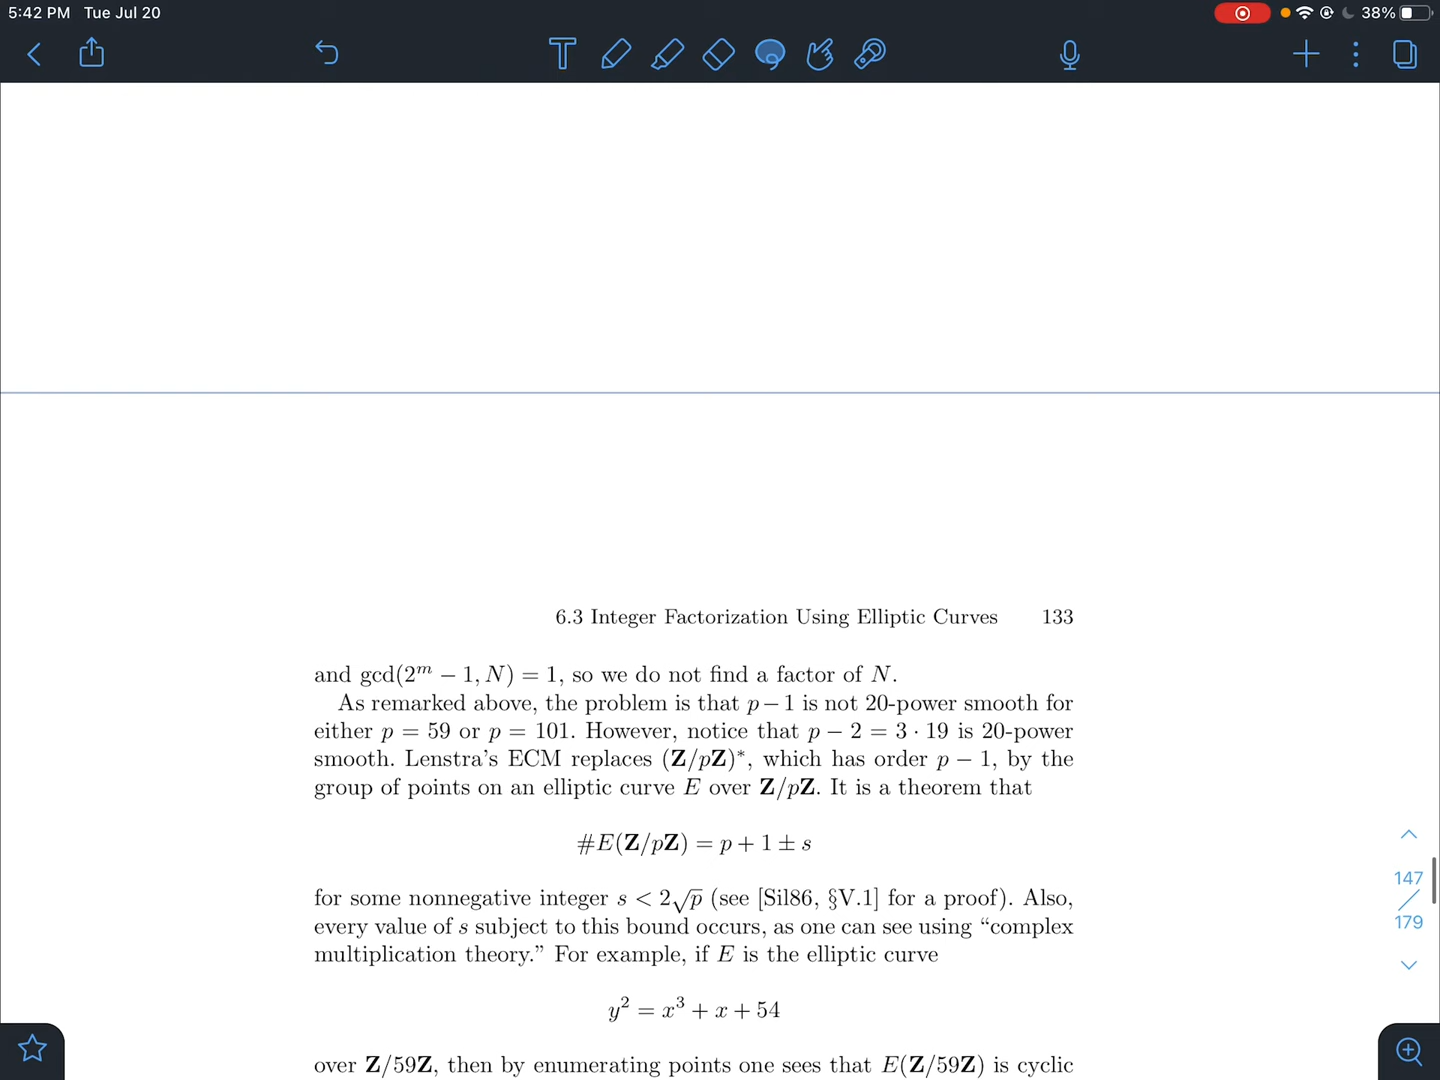 5:42 PM Tue Jul 20
38%
6.3 Integer Factorization Using Elliptic Curves 133
and gcd(2^m − 1, N) = 1, so we do not find a factor of N.
As remarked above, the problem is that p − 1 is not 20-power smooth for
either p = 59 or p = 101. However, notice that p − 2 = 3 · 19 is 20-power
smooth. Lenstra's ECM replaces (Z/pZ)*, which has order p − 1, by the
group of points on an elliptic curve E over Z/pZ. It is a theorem that
#E(Z/pZ) = p + 1 ± s
for some nonnegative integer s < 2√p (see [Sil86, §V.1] for a proof). Also,
every value of s subject to this bound occurs, as one can see using “complex
multiplication theory.” For example, if E is the elliptic curve
y² = x³ + x + 54
over Z/59Z, then by enumerating points one sees that E(Z/59Z) is cyclic
147
/
179